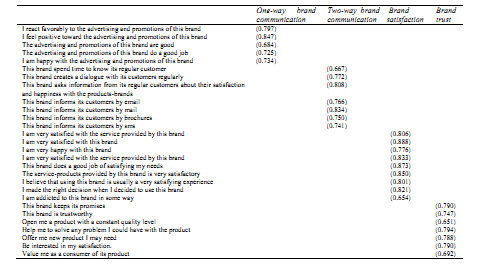 One-way brand communication Two-way brand communication Brand satisfaction Brand trust
I react favorably to the advertising and promotions of this brand (0.797)
I feel positive toward the advertising and promotions of this brand (0.847)
The advertising and promotions of this brand are good (0.684)
The advertising and promotions of this brand do a good job (0.725)
I am happy with the advertising and promotions of this brand (0.734)
This brand spend time to know its regular customer (0.667)
This brand creates a dialogue with its customers regularly (0.772)
This brand asks information from its regular customers about their satisfaction (0.808)
and happiness with the products-brands
This brand informs its customers by email (0.766)
This brand informs its customers by mail (0.834)
This brand informs its customers by brochures (0.750)
This brand informs its customers by sms (0.741)
I am very satisfied with the service provided by this brand (0.806)
I am very satisfied with this brand (0.888)
I am very happy with this brand (0.776)
I am very satisfied with the service provided by this brand (0.833)
This brand does a good job of satisfying my needs (0.873)
The service-products provided by this brand is very satisfactory (0.850)
I believe that using this brand is usually a very satisfying experience (0.801)
I made the right decision when I decided to use this brand (0.821)
I am addicted to this brand in some way (0.654)
This brand keeps its promises (0.790)
This brand is trustworthy (0.747)
Open me a product with a constant quality level (0.651)
Help me to solve any problem I could have with the product (0.794)
Offer me new product I may need (0.788)
Be interested in my satisfaction. (0.790)
Value me as a consumer of its product (0.692)